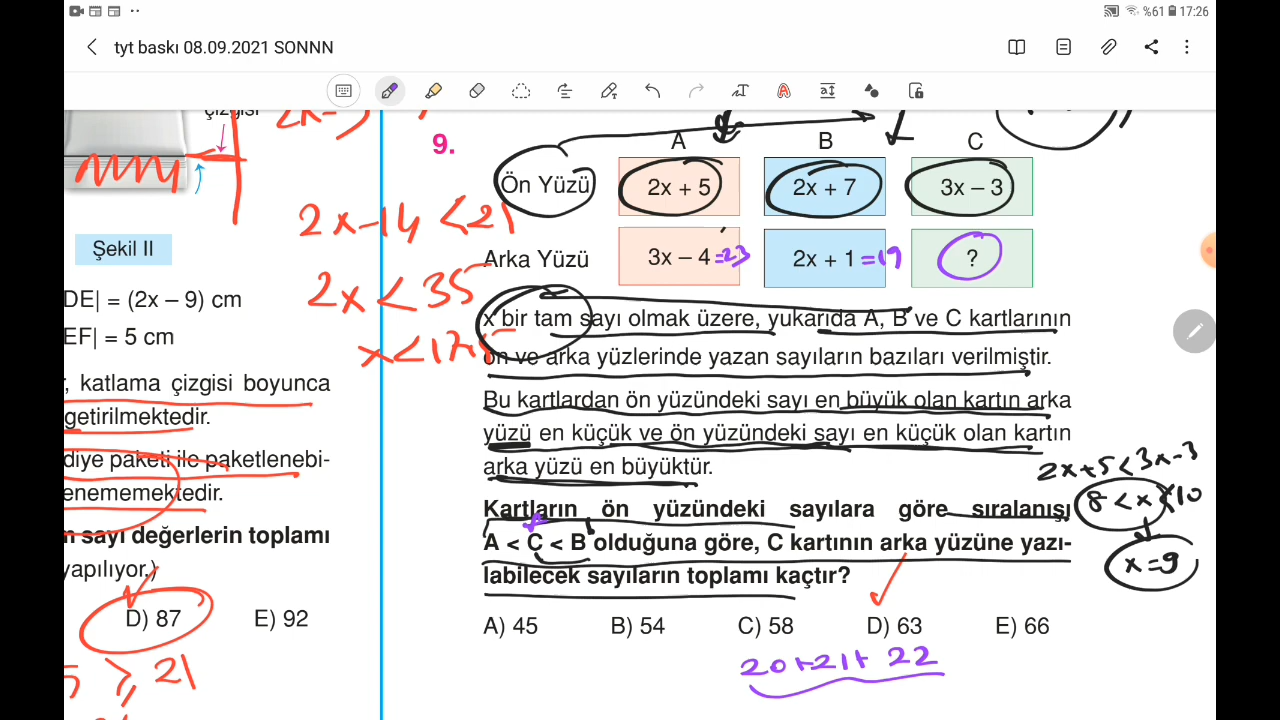 %61 17:26
tyt baskı 08.09.2021 SONNN
çizgisi
Şekil II
DE| = (2x – 9) cm
EF| = 5 cm
, katlama çizgisi boyunca
getirilmektedir.
diye paketi ile paketlenebi-
enememektedir.
sayı değerlerin toplamı
yapılıyor.)
D) 87 E) 92
21
2x-14 < 21
2x < 35
9.
A B C
Ön Yüzü 2x + 5 2x + 7 3x – 3
Arka Yüzü 3x – 4 =23 2x + 1 =19 ?
x bir tam sayı olmak üzere, yukarıda A, B ve C kartlarının
ön ve arka yüzlerinde yazan sayıların bazıları verilmiştir.
Bu kartlardan ön yüzündeki sayı en büyük olan kartın arka
yüzü en küçük ve ön yüzündeki sayı en küçük olan kartın
arka yüzü en büyüktür.
Kartların ön yüzündeki sayılara göre sıralanışı
A < C < B olduğuna göre, C kartının arka yüzüne yazı-
labilecek sayıların toplamı kaçtır?
A) 45 B) 54 C) 58 D) 63 E) 66
20+21+ 22
2x+5<3x-3
8 < x < 10
x=9